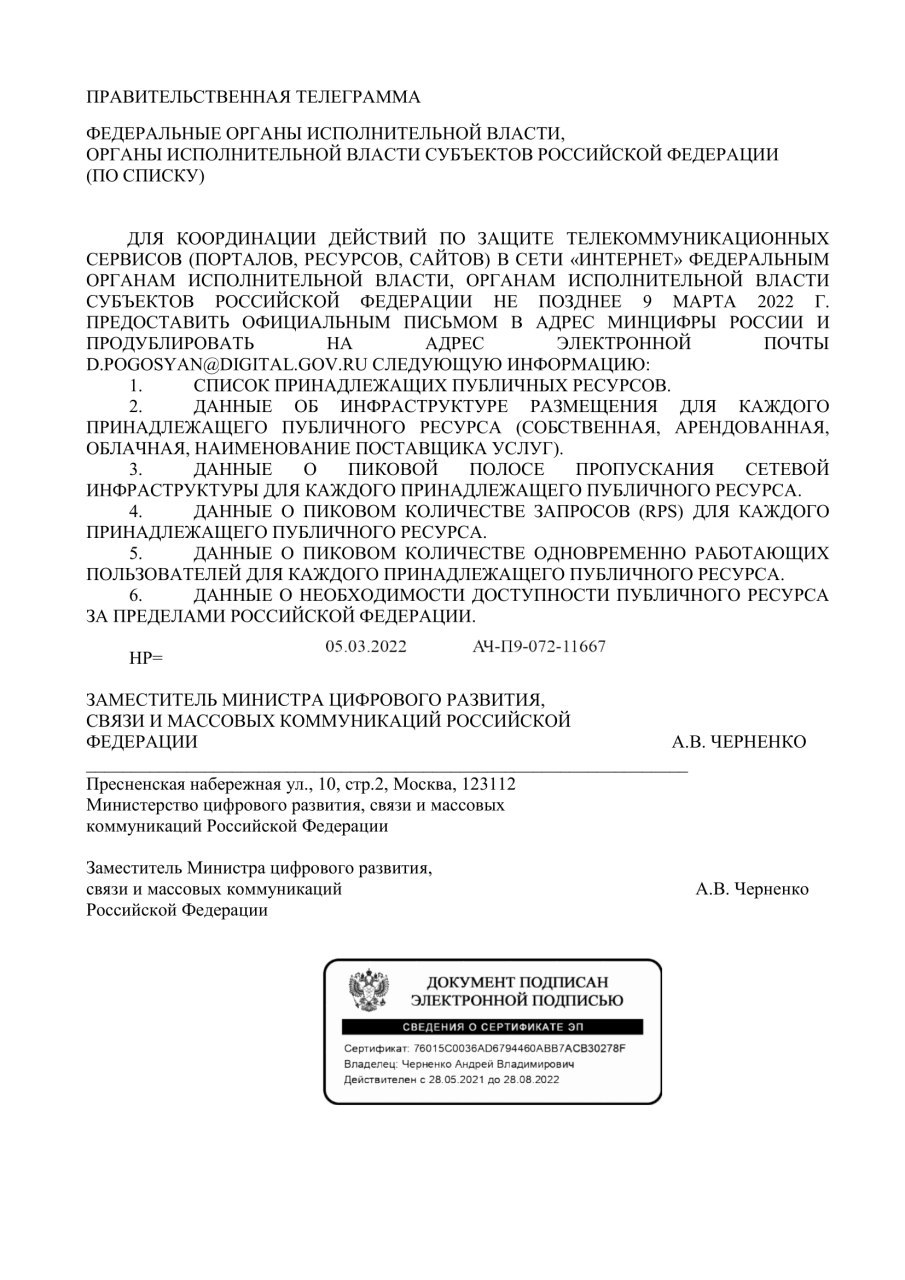 ПРАВИТЕЛЬСТВЕННАЯ ТЕЛЕГРАММА
ФЕДЕРАЛЬНЫЕ ОРГАНЫ ИСПОЛНИТЕЛЬНОЙ ВЛАСТИ,
ОРГАНЫ ИСПОЛНИТЕЛЬНОЙ ВЛАСТИ СУБЪЕКТОВ РОССИЙСКОЙ ФЕДЕРАЦИИ
(ПО СПИСКУ)
ДЛЯ КООРДИНАЦИИ ДЕЙСТВИЙ ПО ЗАЩИТЕ ТЕЛЕКОММУНИКАЦИОННЫХ
СЕРВИСОВ (ПОРТАЛОВ, РЕСУРСОВ, САЙТОВ) В СЕТИ «ИНТЕРНЕТ» ФЕДЕРАЛЬНЫМ
ОРГАНАМ ИСПОЛНИТЕЛЬНОЙ ВЛАСТИ, ОРГАНАМ ИСПОЛНИТЕЛЬНОЙ ВЛАСТИ
СУБЪЕКТОВ РОССИЙСКОЙ ФЕДЕРАЦИИ НЕ ПОЗДНЕЕ 9 МАРТА 2022 Г.
ПРЕДОСТАВИТЬ ОФИЦИАЛЬНЫМ ПИСЬМОМ В АДРЕС МИНЦИФРЫ РОССИИ И
ПРОДУБЛИРОВАТЬ НА АДРЕС ЭЛЕКТРОННОЙ ПОЧТЫ
D.POGOSYAN@DIGITAL.GOV.RU СЛЕДУЮЩУЮ ИНФОРМАЦИЮ:
1. СПИСОК ПРИНАДЛЕЖАЩИХ ПУБЛИЧНЫХ РЕСУРСОВ.
2. ДАННЫЕ ОБ ИНФРАСТРУКТУРЕ РАЗМЕЩЕНИЯ ДЛЯ КАЖДОГО
ПРИНАДЛЕЖАЩЕГО ПУБЛИЧНОГО РЕСУРСА (СОБСТВЕННАЯ, АРЕНДОВАННАЯ,
ОБЛАЧНАЯ, НАИМЕНОВАНИЕ ПОСТАВЩИКА УСЛУГ).
3. ДАННЫЕ О ПИКОВОЙ ПОЛОСЕ ПРОПУСКАНИЯ СЕТЕВОЙ
ИНФРАСТРУКТУРЫ ДЛЯ КАЖДОГО ПРИНАДЛЕЖАЩЕГО ПУБЛИЧНОГО РЕСУРСА.
4. ДАННЫЕ О ПИКОВОМ КОЛИЧЕСТВЕ ЗАПРОСОВ (RPS) ДЛЯ КАЖДОГО
ПРИНАДЛЕЖАЩЕГО ПУБЛИЧНОГО РЕСУРСА.
5. ДАННЫЕ О ПИКОВОМ КОЛИЧЕСТВЕ ОДНОВРЕМЕННО РАБОТАЮЩИХ
ПОЛЬЗОВАТЕЛЕЙ ДЛЯ КАЖДОГО ПРИНАДЛЕЖАЩЕГО ПУБЛИЧНОГО РЕСУРСА.
6. ДАННЫЕ О НЕОБХОДИМОСТИ ДОСТУПНОСТИ ПУБЛИЧНОГО РЕСУРСА
ЗА ПРЕДЕЛАМИ РОССИЙСКОЙ ФЕДЕРАЦИИ.
05.03.2022 АЧ-П9-072-11667
НР=
ЗАМЕСТИТЕЛЬ МИНИСТРА ЦИФРОВОГО РАЗВИТИЯ,
СВЯЗИ И МАССОВЫХ КОММУНИКАЦИЙ РОССИЙСКОЙ
ФЕДЕРАЦИИ А.В. ЧЕРНЕНКО
Пресненская набережная ул., 10, стр.2, Москва, 123112
Министерство цифрового развития, связи и массовых
коммуникаций Российской Федерации
Заместитель Министра цифрового развития,
связи и массовых коммуникаций А.В. Черненко
Российской Федерации
ДОКУМЕНТ ПОДПИСАН
ЭЛЕКТРОННОЙ ПОДПИСЬЮ
СВЕДЕНИЯ О СЕРТИФИКАТЕ ЭП
Сертификат: 76015C0036AD6794460ABB7ACB30278F
Владелец: Черненко Андрей Владимирович
Действителен с 28.05.2021 до 28.08.2022